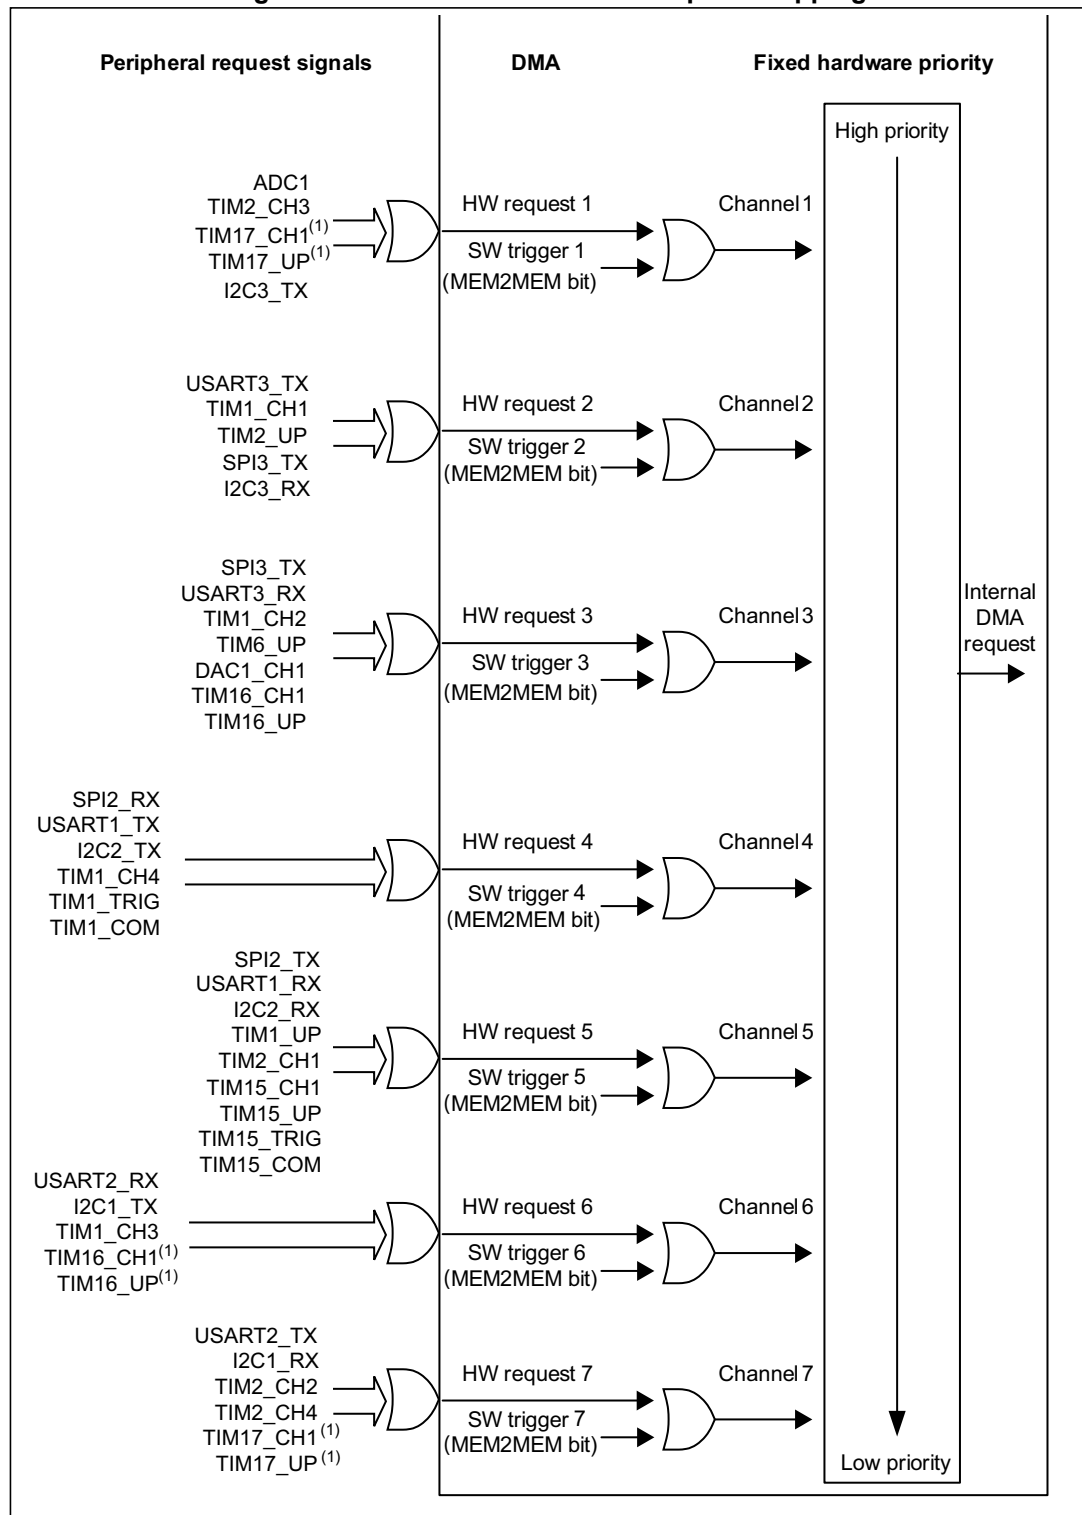 Peripheral request signals DMA Fixed hardware priority
High priority
ADC1
TIM2_CH3
TIM17_CH1(1)
TIM17_UP(1)
I2C3_TX
HW request 1
SW trigger 1
(MEM2MEM bit)
Channel 1
USART3_TX
TIM1_CH1
TIM2_UP
SPI3_TX
I2C3_RX
HW request 2
SW trigger 2
(MEM2MEM bit)
Channel 2
SPI3_TX
USART3_RX
TIM1_CH2
TIM6_UP
DAC1_CH1
TIM16_CH1
TIM16_UP
HW request 3
SW trigger 3
(MEM2MEM bit)
Channel 3
Internal
DMA
request
SPI2_RX
USART1_TX
I2C2_TX
TIM1_CH4
TIM1_TRIG
TIM1_COM
HW request 4
SW trigger 4
(MEM2MEM bit)
Channel 4
SPI2_TX
USART1_RX
I2C2_RX
TIM1_UP
TIM2_CH1
TIM15_CH1
TIM15_UP
TIM15_TRIG
TIM15_COM
HW request 5
SW trigger 5
(MEM2MEM bit)
Channel 5
USART2_RX
I2C1_TX
TIM1_CH3
TIM16_CH1(1)
TIM16_UP(1)
HW request 6
SW trigger 6
(MEM2MEM bit)
Channel 6
USART2_TX
I2C1_RX
TIM2_CH2
TIM2_CH4
TIM17_CH1(1)
TIM17_UP(1)
HW request 7
SW trigger 7
(MEM2MEM bit)
Channel 7
Low priority